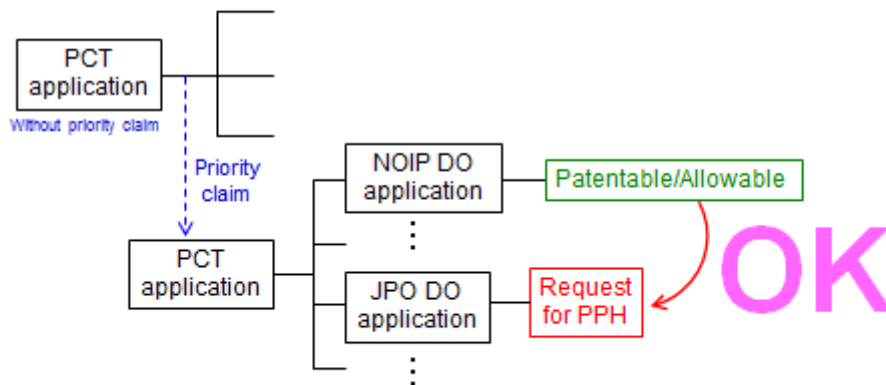 PCT
application
Without priority claim
Priority
claim
NOIP DO
application
Patentable/Allowable
PCT
application
JPO DO
application
Request
for PPH
OK